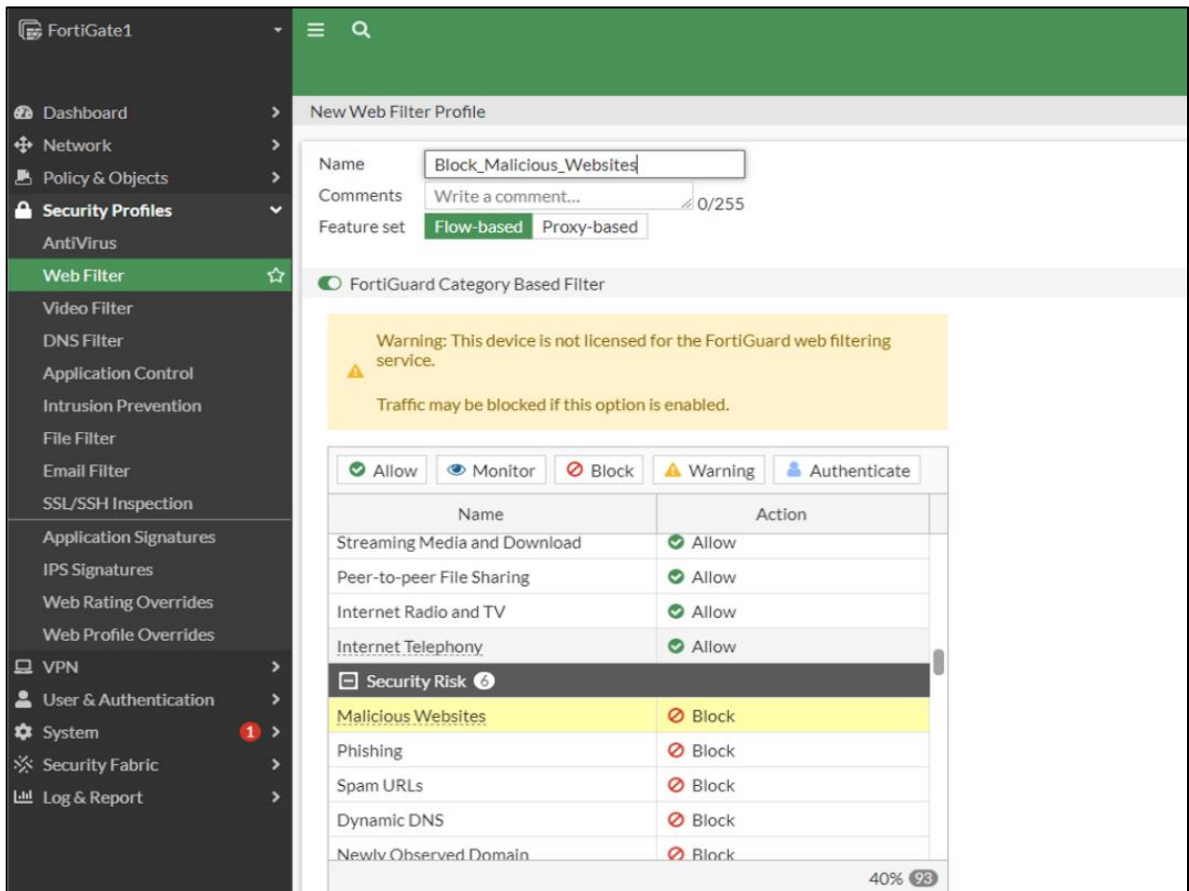 FortiGate1
Dashboard
Network
Policy & Objects
Security Profiles
AntiVirus
Web Filter
Video Filter
DNS Filter
Application Control
Intrusion Prevention
File Filter
Email Filter
SSL/SSH Inspection
Application Signatures
IPS Signatures
Web Rating Overrides
Web Profile Overrides
VPN
User & Authentication
System 1
Security Fabric
Log & Report
New Web Filter Profile
Name Block_Malicious_Websites
Comments Write a comment... 0/255
Feature set Flow-based Proxy-based
FortiGuard Category Based Filter
Warning: This device is not licensed for the FortiGuard web filtering
service.
Traffic may be blocked if this option is enabled.
Allow Monitor Block Warning Authenticate
Name Action
Streaming Media and Download Allow
Peer-to-peer File Sharing Allow
Internet Radio and TV Allow
Internet Telephony Allow
Security Risk 6
Malicious Websites Block
Phishing Block
Spam URLs Block
Dynamic DNS Block
Newly Observed Domain Block
40% 93